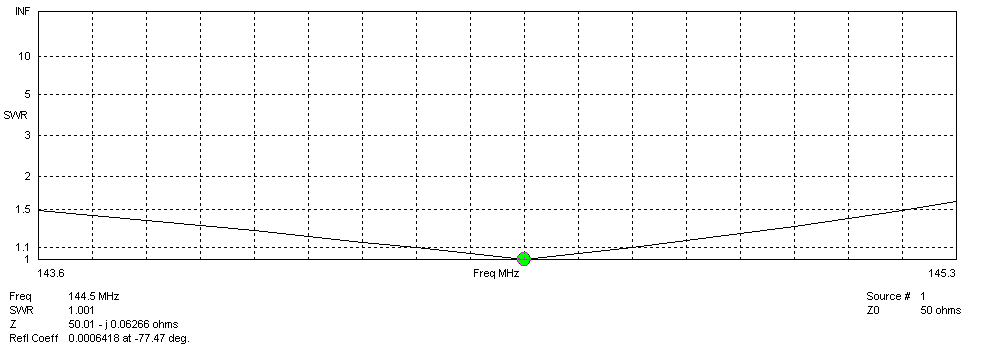 INF
10
5
SWR
3
2
1.5
1.1
1
143.6 Freq MHz 145.3
Freq 144.5 MHz Source # 1
SWR 1.001 Z0 50 ohms
Z 50.01 - j 0.06266 ohms
Refl Coeff 0.0006418 at -77.47 deg.